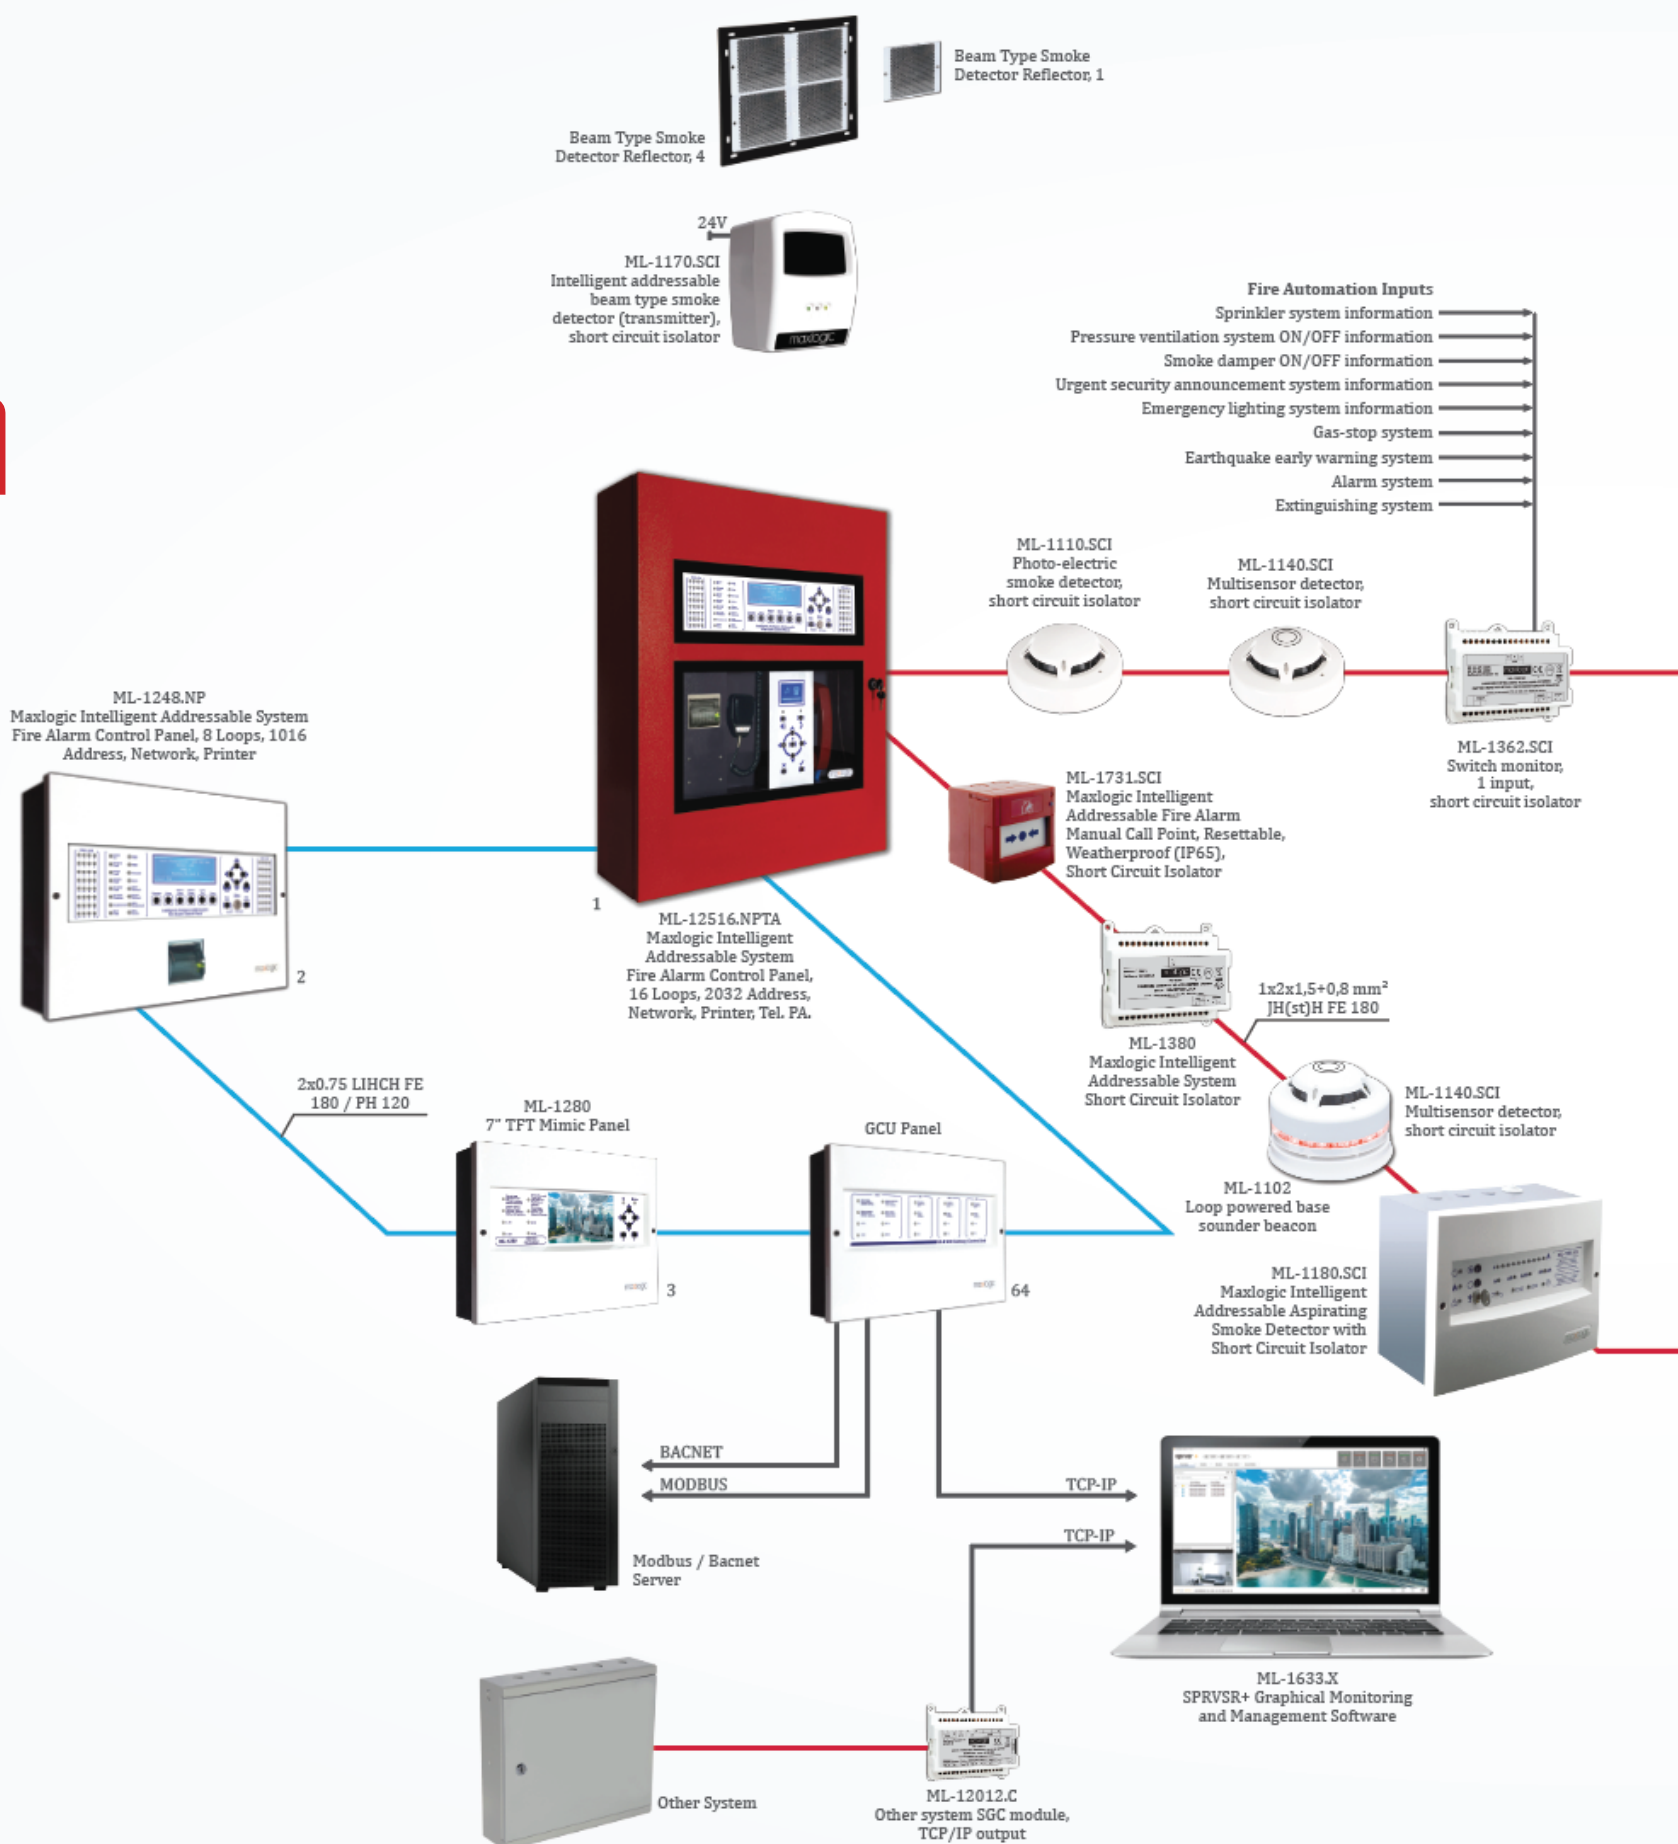 Beam Type Smoke
Detector Reflector, 1
Beam Type Smoke
Detector Reflector, 4
24V
ML-1170.SCI
Intelligent addressable
beam type smoke
detector (transmitter),
short circuit isolator
maxlogic
Fire Automation Inputs
Sprinkler system information
Pressure ventilation system ON/OFF information
Smoke damper ON/OFF information
Urgent security announcement system information
Emergency lighting system information
Gas-stop system
Earthquake early warning system
Alarm system
Extinguishing system
ML-1110.SCI
Photo-electric
smoke detector,
short circuit isolator
ML-1140.SCI
Multisensor detector,
short circuit isolator
ML-1362.SCI
Switch monitor,
1 input,
short circuit isolator
ML-1248.NP
Maxlogic Intelligent Addressable System
Fire Alarm Control Panel, 8 Loops, 1016
Address, Network, Printer
2
1
ML-12516.NPTA
Maxlogic Intelligent
Addressable System
Fire Alarm Control Panel,
16 Loops, 2032 Address,
Network, Printer, Tel. PA.
ML-1731.SCI
Maxlogic Intelligent
Addressable Fire Alarm
Manual Call Point, Resettable,
Weatherproof (IP65),
Short Circuit Isolator
ML-1380
Maxlogic Intelligent
Addressable System
Short Circuit Isolator
1x2x1,5+0,8 mm²
JH(st)H FE 180
ML-1140.SCI
Multisensor detector,
short circuit isolator
ML-1102
Loop powered base
sounder beacon
ML-1180.SCI
Maxlogic Intelligent
Addressable Aspirating
Smoke Detector with
Short Circuit Isolator
2x0.75 LIHCH FE
180 / PH 120
ML-1280
7" TFT Mimic Panel
3
GCU Panel
64
BACNET
MODBUS
Modbus / Bacnet
Server
TCP-IP
TCP-IP
ML-1633.X
SPRVSR+ Graphical Monitoring
and Management Software
Other System
ML-12012.C
Other system SGC module,
TCP/IP output